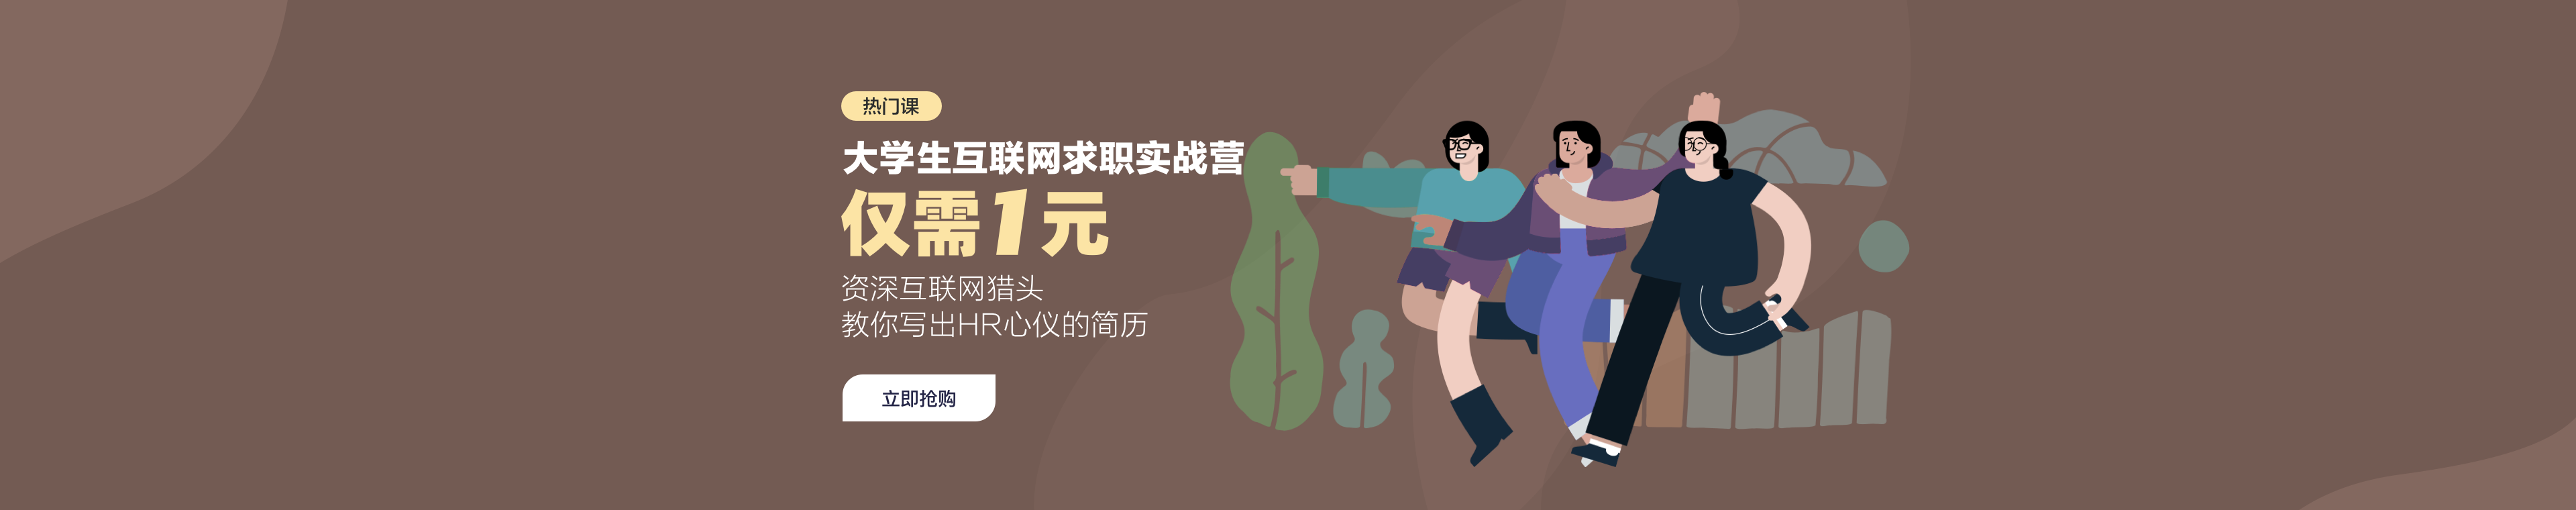 热门课
大学生互联网求职实战营
仅需1元
资深互联网猎头
教你写出HR心仪的简历
立即抢购